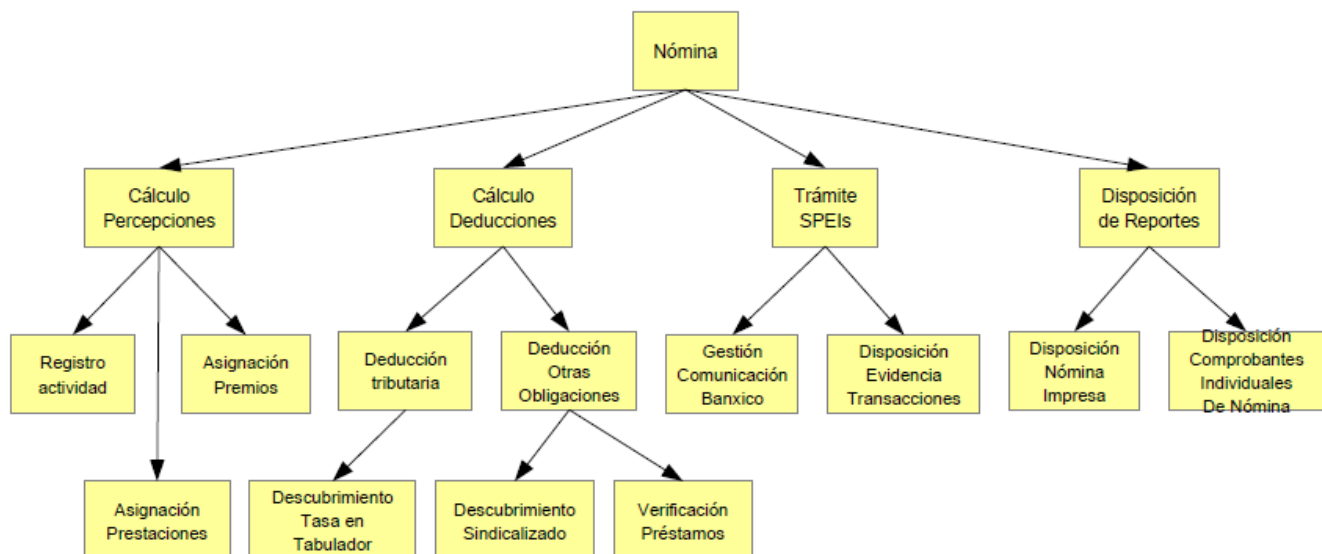 Nómina
Cálculo
Percepciones
Cálculo
Deducciones
Trámite
SPEIs
Disposición
de Reportes
Registro
actividad
Asignación
Premios
Deducción
tributaria
Deducción
Otras
Obligaciones
Gestión
Comunicación
Banxico
Disposición
Evidencia
Transacciones
Disposición
Nómina
Impresa
Disposición
Comprobantes
Individuales
De Nómina
Asignación
Prestaciones
Descubrimiento
Tasa en
Tabulador
Descubrimiento
Sindicalizado
Verificación
Préstamos